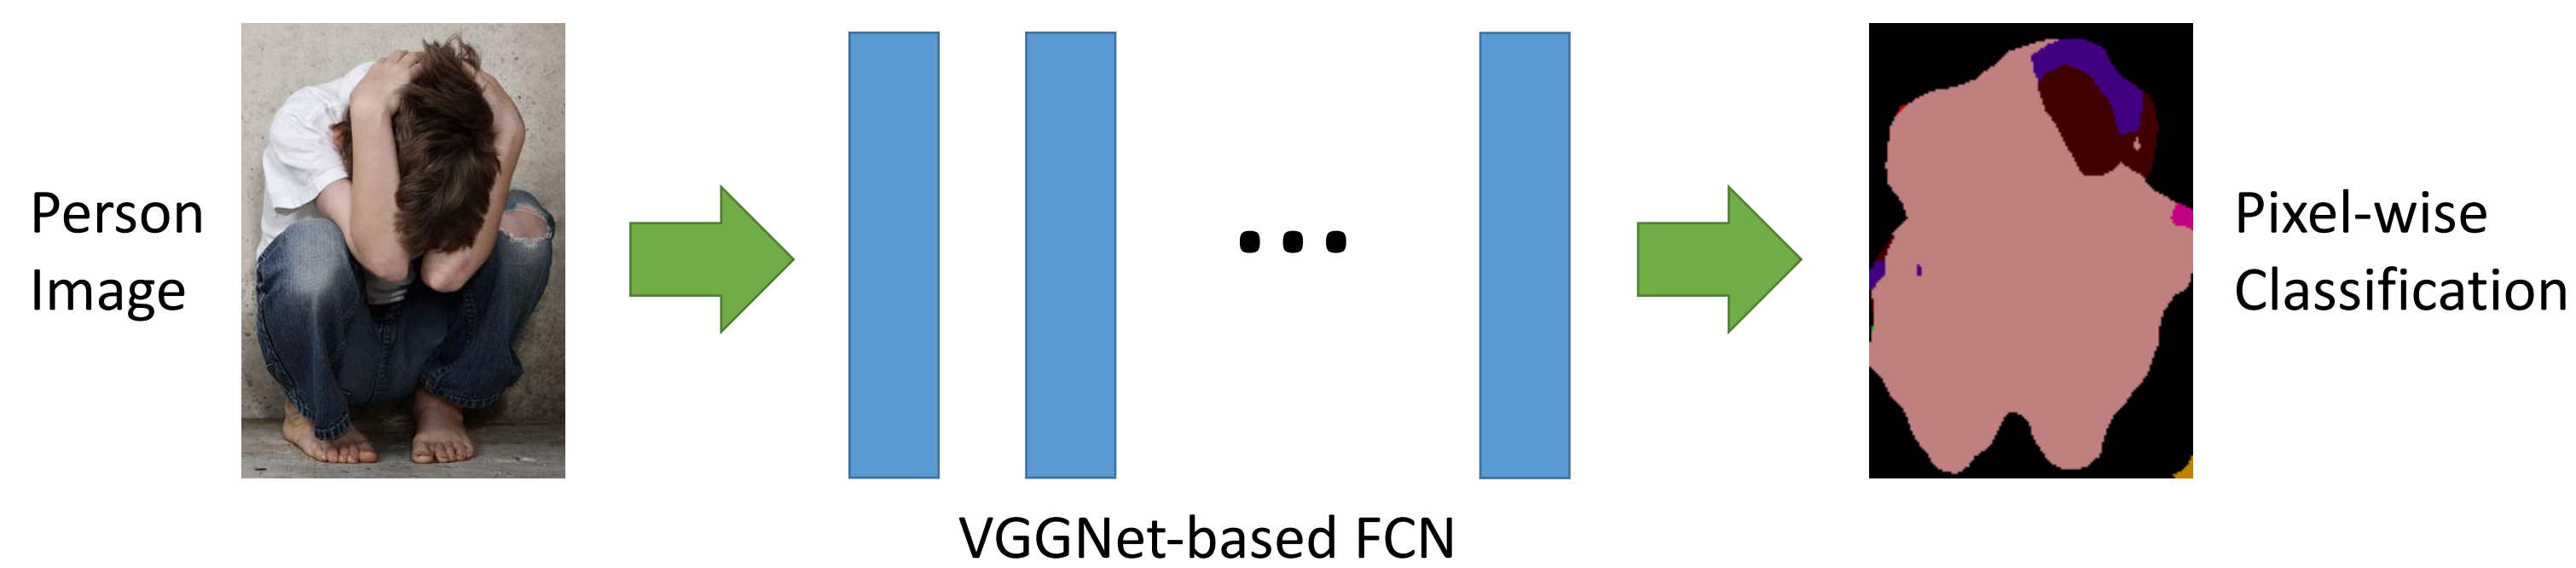 Person
Image
VGGNet-based FCN
Pixel-wise
Classification